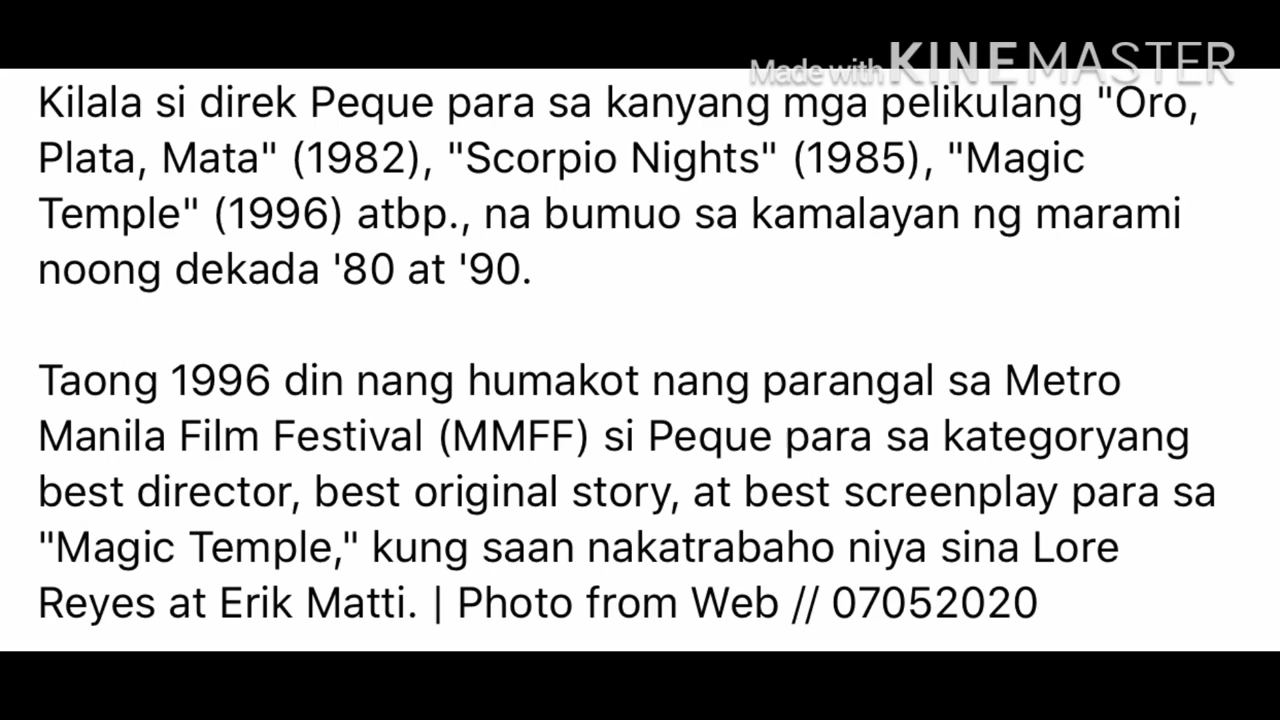 Made with KINEMASTER
Kilala si direk Peque para sa kanyang mga pelikulang "Oro,
Plata, Mata" (1982), "Scorpio Nights" (1985), "Magic
Temple" (1996) atbp., na bumuo sa kamalayan ng marami
noong dekada '80 at '90.
Taong 1996 din nang humakot nang parangal sa Metro
Manila Film Festival (MMFF) si Peque para sa kategoryang
best director, best original story, at best screenplay para sa
"Magic Temple," kung saan nakatrabaho niya sina Lore
Reyes at Erik Matti. | Photo from Web // 07052020